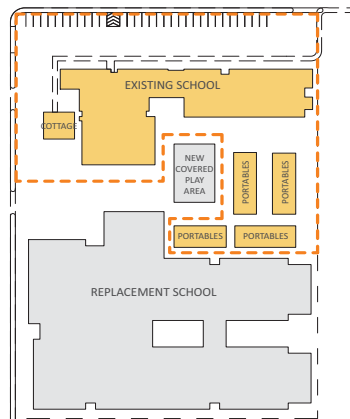 EXISTING SCHOOL
COTTAGE
NEW
COVERED
PLAY
AREA
PORTABLES
PORTABLES
PORTABLES
PORTABLES
REPLACEMENT SCHOOL